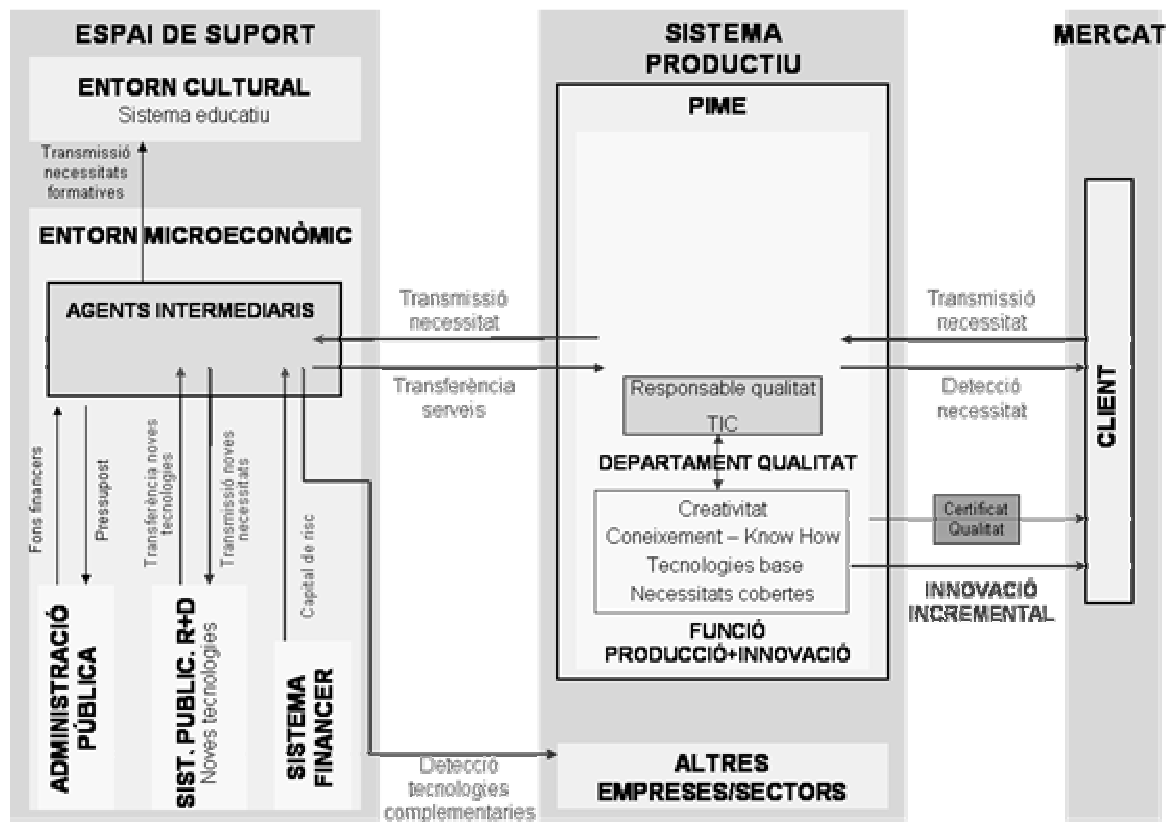 ESPAI DE SUPORT
ENTORN CULTURAL
Sistema educatiu
Transmissió
necessitats
formatives
ENTORN MICROECONÒMIC
AGENTS INTERMEDIARIS
Fons financers
Pressupost
Transferència noves
tecnologies
Transmissió noves
necessitats
Capital de risc
ADMINISTRACIÓ
PÚBLICA
SIST. PUBLIC. R+D
Noves tecnologies
SISTEMA
FINANCER
Transmissió
necessitat
Transferència
serveis
Detecció
tecnologies
complementaries
SISTEMA
PRODUCTIU
PIME
Responsable qualitat
TIC
DEPARTAMENT QUALITAT
Creativitat
Coneixement – Know How
Tecnologies base
Necessitats cobertes
FUNCIÓ
PRODUCCIÓ+INNOVACIÓ
ALTRES
EMPRESES/SECTORS
Transmissió
necessitat
Detecció
necessitat
Certificat
Qualitat
INNOVACIÓ
INCREMENTAL
MERCAT
CLIENT